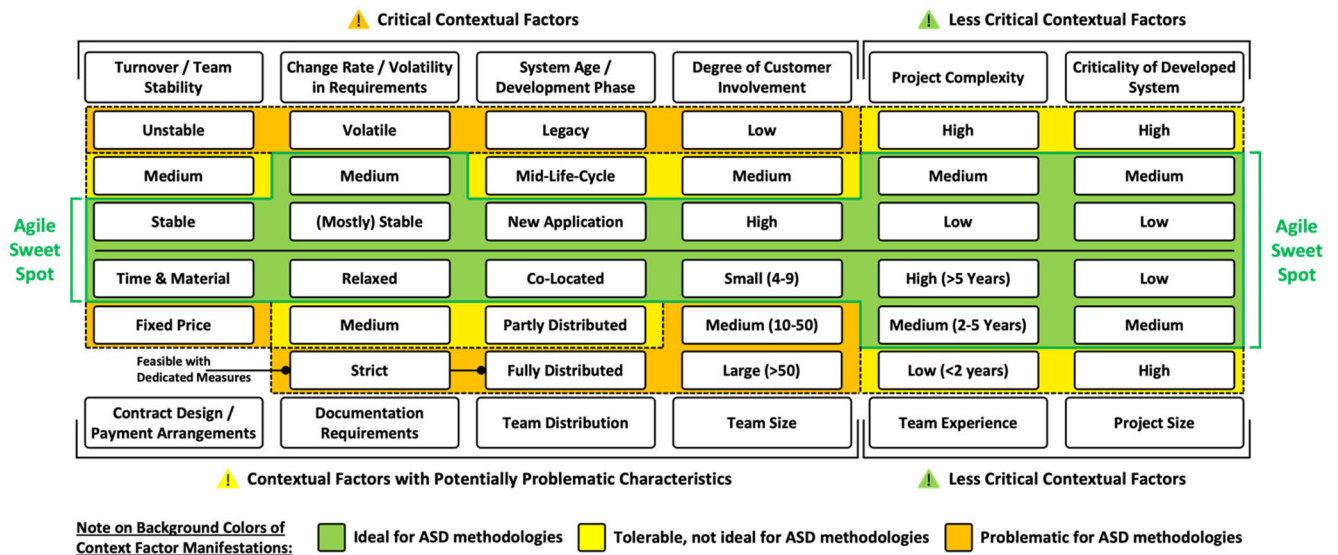 Critical Contextual Factors
Less Critical Contextual Factors
Turnover / Team
Stability
Change Rate / Volatility
in Requirements
System Age /
Development Phase
Degree of Customer
Involvement
Project Complexity
Criticality of Developed
System
Unstable
Volatile
Legacy
Low
High
High
Medium
Medium
Mid-Life-Cycle
Medium
Medium
Medium
Agile
Sweet
Spot
Stable
(Mostly) Stable
New Application
High
Low
Low
Agile
Sweet
Spot
Time & Material
Relaxed
Co-Located
Small (4-9)
High (>5 Years)
Low
Fixed Price
Medium
Partly Distributed
Medium (10-50)
Medium (2-5 Years)
Medium
Feasible with
Dedicated Measures
Strict
Fully Distributed
Large (>50)
Low (<2 years)
High
Contract Design /
Payment Arrangements
Documentation
Requirements
Team Distribution
Team Size
Team Experience
Project Size
Contextual Factors with Potentially Problematic Characteristics
Less Critical Contextual Factors
Note on Background Colors of
Context Factor Manifestations:
Ideal for ASD methodologies
Tolerable, not ideal for ASD methodologies
Problematic for ASD methodologies